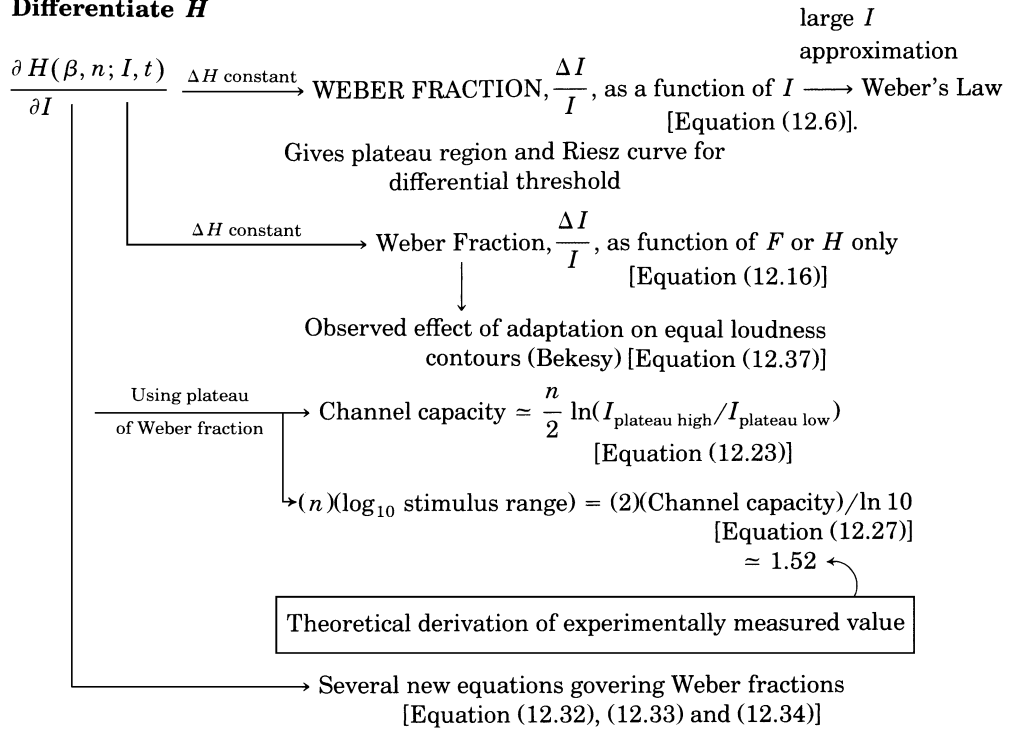 Differentiate H
large I
approximation
∂H(β, n; I, t)
∂I
ΔH constant
WEBER FRACTION, ΔI/I, as a function of I ⟶ Weber's Law
[Equation (12.6)].
Gives plateau region and Riesz curve for
differential threshold
ΔH constant
Weber Fraction, ΔI/I, as function of F or H only
[Equation (12.16)]
Observed effect of adaptation on equal loudness
contours (Bekesy) [Equation (12.37)]
Using plateau
of Weber fraction
Channel capacity ≃ n/2 ln(I_plateau high/I_plateau low)
[Equation (12.23)]
(n)(log₁₀ stimulus range) = (2)(Channel capacity)/ln 10
[Equation (12.27)]
≃ 1.52
Theoretical derivation of experimentally measured value
Several new equations govering Weber fractions
[Equation (12.32), (12.33) and (12.34)]